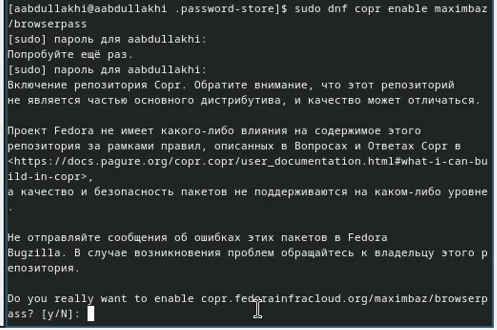 [aabdullakhi@aabdullakhi .password-store]$ sudo dnf copr enable maximbaz
/browserpass
[sudo] пароль для aabdullakhi:
Попробуйте ещё раз.
[sudo] пароль для aabdullakhi:
Включение репозитория Copr. Обратите внимание, что этот репозиторий
не является частью основного дистрибутива, и качество может отличаться.
Проект Fedora не имеет какого-либо влияния на содержимое этого
репозитория за рамками правил, описанных в Вопросах и Ответах Copr в
<https://docs.pagure.org/copr.copr/user_documentation.html#what-i-can-bu
ild-in-copr>,
а качество и безопасность пакетов не поддерживаются на каком-либо уровне
.
Не отправляйте сообщения об ошибках этих пакетов в Fedora
Bugzilla. В случае возникновения проблем обращайтесь к владельцу этого р
епозитория.
Do you really want to enable copr.fedorainfracloud.org/maximbaz/browserp
ass? [y/N]: